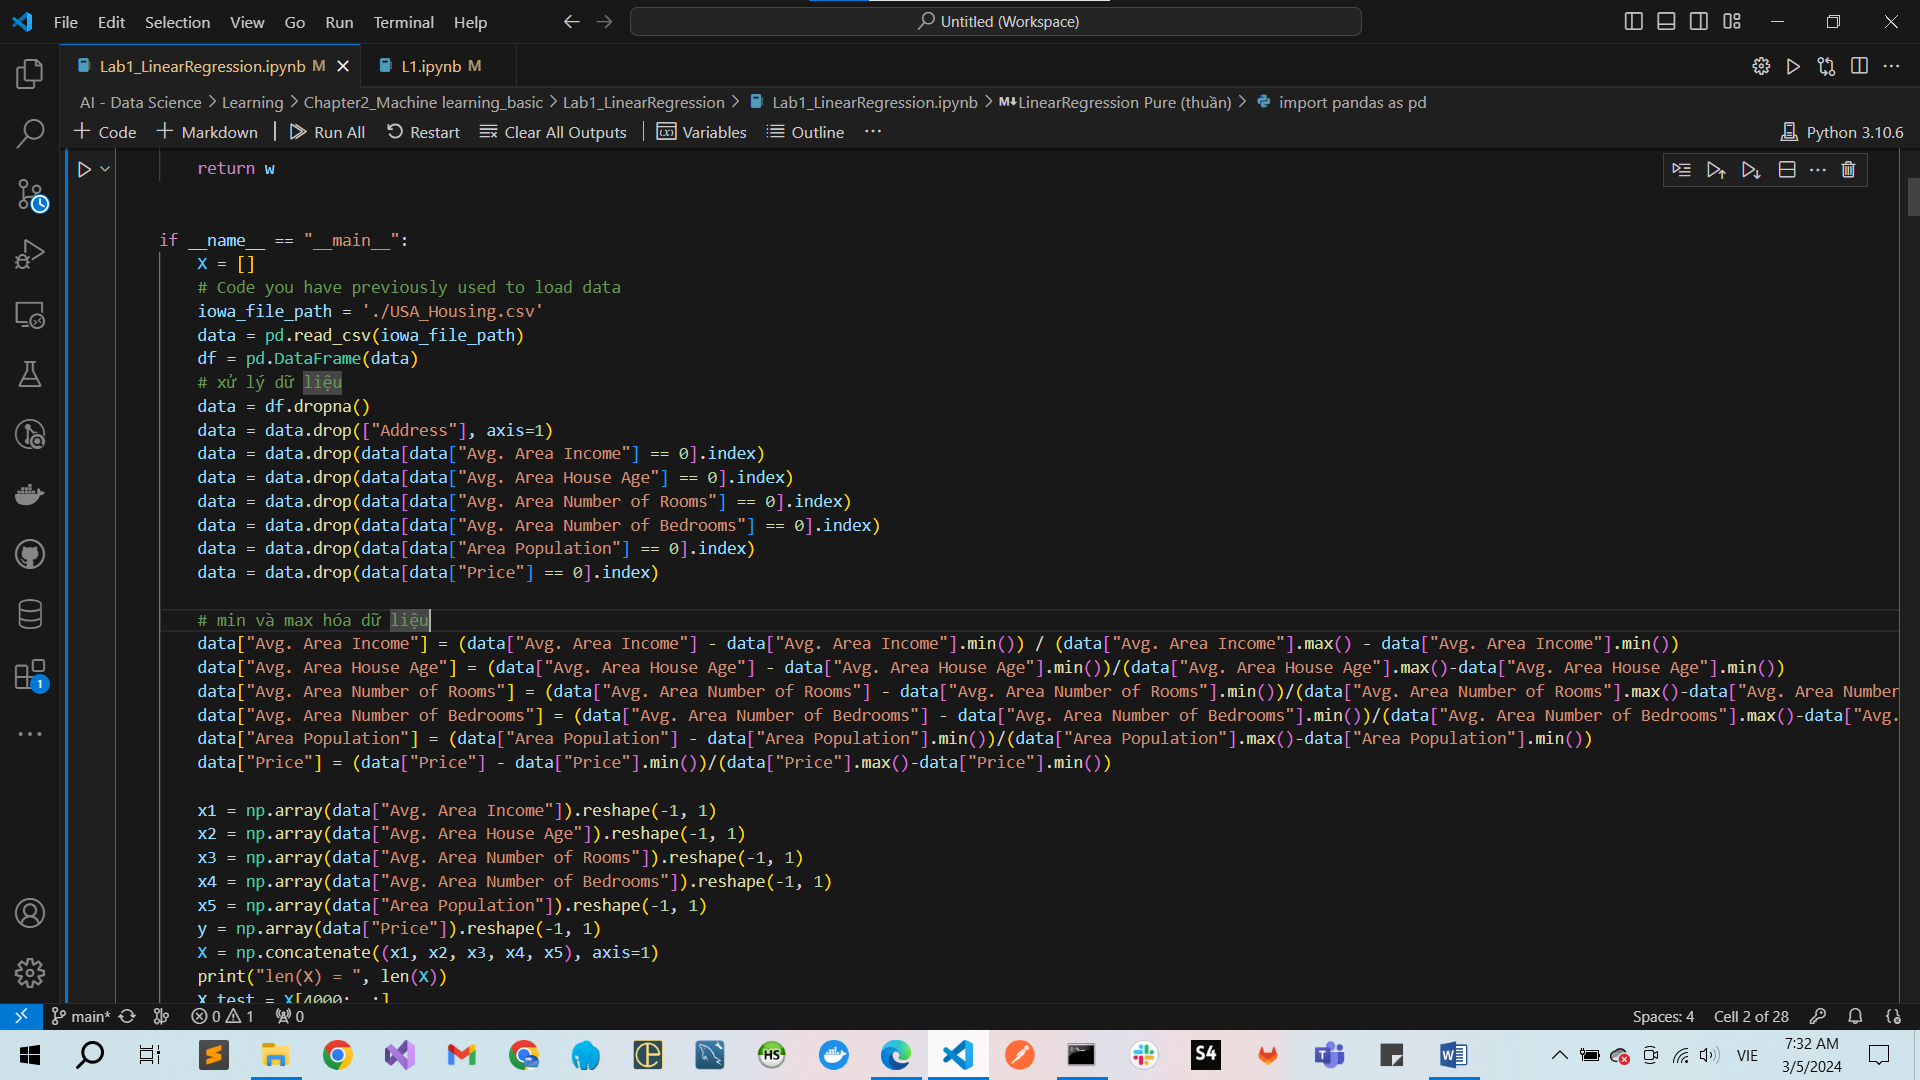 File Edit Selection View Go Run Terminal Help
Untitled (Workspace)
Lab1_LinearRegression.ipynb M
L1.ipynb M
AI - Data Science > Learning > Chapter2_Machine learning_basic > Lab1_LinearRegression > Lab1_LinearRegression.ipynb > M↓LinearRegression Pure (thuần) > import pandas as pd
+ Code + Markdown | Run All Restart Clear All Outputs | Variables Outline ...
Python 3.10.6
return w
if __name__ == "__main__":
X = []
# Code you have previously used to load data
iowa_file_path = './USA_Housing.csv'
data = pd.read_csv(iowa_file_path)
df = pd.DataFrame(data)
# xử lý dữ liệu
data = df.dropna()
data = data.drop(["Address"], axis=1)
data = data.drop(data[data["Avg. Area Income"] == 0].index)
data = data.drop(data[data["Avg. Area House Age"] == 0].index)
data = data.drop(data[data["Avg. Area Number of Rooms"] == 0].index)
data = data.drop(data[data["Avg. Area Number of Bedrooms"] == 0].index)
data = data.drop(data[data["Area Population"] == 0].index)
data = data.drop(data[data["Price"] == 0].index)
# min và max hóa dữ liệu
data["Avg. Area Income"] = (data["Avg. Area Income"] - data["Avg. Area Income"].min()) / (data["Avg. Area Income"].max() - data["Avg. Area Income"].min())
data["Avg. Area House Age"] = (data["Avg. Area House Age"] - data["Avg. Area House Age"].min())/(data["Avg. Area House Age"].max()-data["Avg. Area House Age"].min())
data["Avg. Area Number of Rooms"] = (data["Avg. Area Number of Rooms"] - data["Avg. Area Number of Rooms"].min())/(data["Avg. Area Number of Rooms"].max()-data["Avg. Area Number
data["Avg. Area Number of Bedrooms"] = (data["Avg. Area Number of Bedrooms"] - data["Avg. Area Number of Bedrooms"].min())/(data["Avg. Area Number of Bedrooms"].max()-data["Avg.
data["Area Population"] = (data["Area Population"] - data["Area Population"].min())/(data["Area Population"].max()-data["Area Population"].min())
data["Price"] = (data["Price"] - data["Price"].min())/(data["Price"].max()-data["Price"].min())
x1 = np.array(data["Avg. Area Income"]).reshape(-1, 1)
x2 = np.array(data["Avg. Area House Age"]).reshape(-1, 1)
x3 = np.array(data["Avg. Area Number of Rooms"]).reshape(-1, 1)
x4 = np.array(data["Avg. Area Number of Bedrooms"]).reshape(-1, 1)
x5 = np.array(data["Area Population"]).reshape(-1, 1)
y = np.array(data["Price"]).reshape(-1, 1)
X = np.concatenate((x1, x2, x3, x4, x5), axis=1)
print("len(X) = ", len(X))
X_test = X[4000:, :]
main* 0 1 0
Spaces: 4 Cell 2 of 28
1
HS
S4
VIE
7:32 AM
3/5/2024